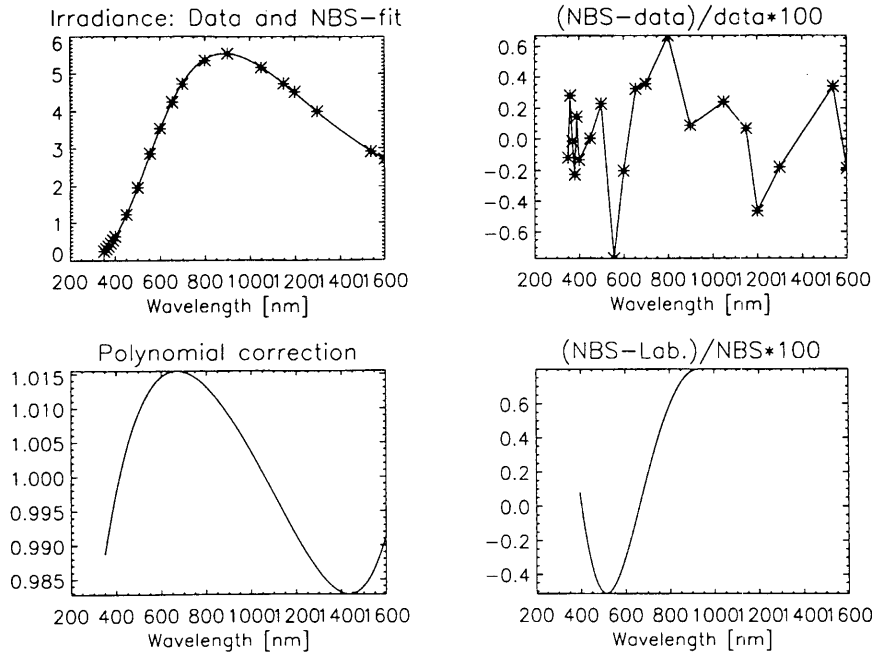 Irradiance: Data and NBS-fit
6
5
4
3
2
1
0
200 400 600 800 1000 1200 1400 1600
Wavelength [nm]
(NBS-data)/data*100
0.6
0.4
0.2
0.0
-0.2
-0.4
-0.6
200 400 600 800 1000 1200 1400 1600
Wavelength [nm]
Polynomial correction
1.015
1.010
1.005
1.000
0.995
0.990
0.985
200 400 600 800 1000 1200 1400 1600
Wavelength [nm]
(NBS-Lab.)/NBS*100
0.8
0.6
0.4
0.2
0.0
-0.2
-0.4
200 400 600 800 1000 1200 1400 1600
Wavelength [nm]